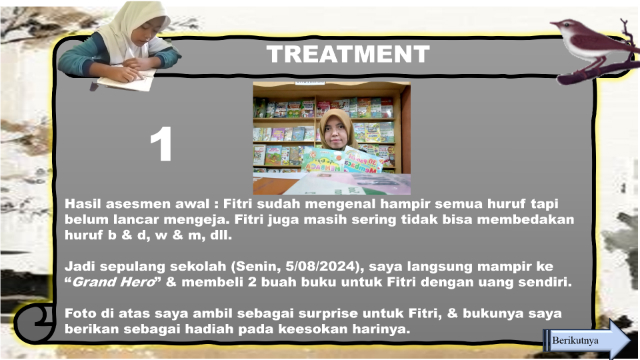 TREATMENT
1
Hasil asesmen awal : Fitri sudah mengenal hampir semua huruf tapi
belum lancar mengeja. Fitri juga masih sering tidak bisa membedakan
huruf b & d, w & m, dll.
Jadi sepulang sekolah (Senin, 5/08/2024), saya langsung mampir ke
“Grand Hero” & membeli 2 buah buku untuk Fitri dengan uang sendiri.
Foto di atas saya ambil sebagai surprise untuk Fitri, & bukunya saya
berikan sebagai hadiah pada keesokan harinya.
Berikutnya